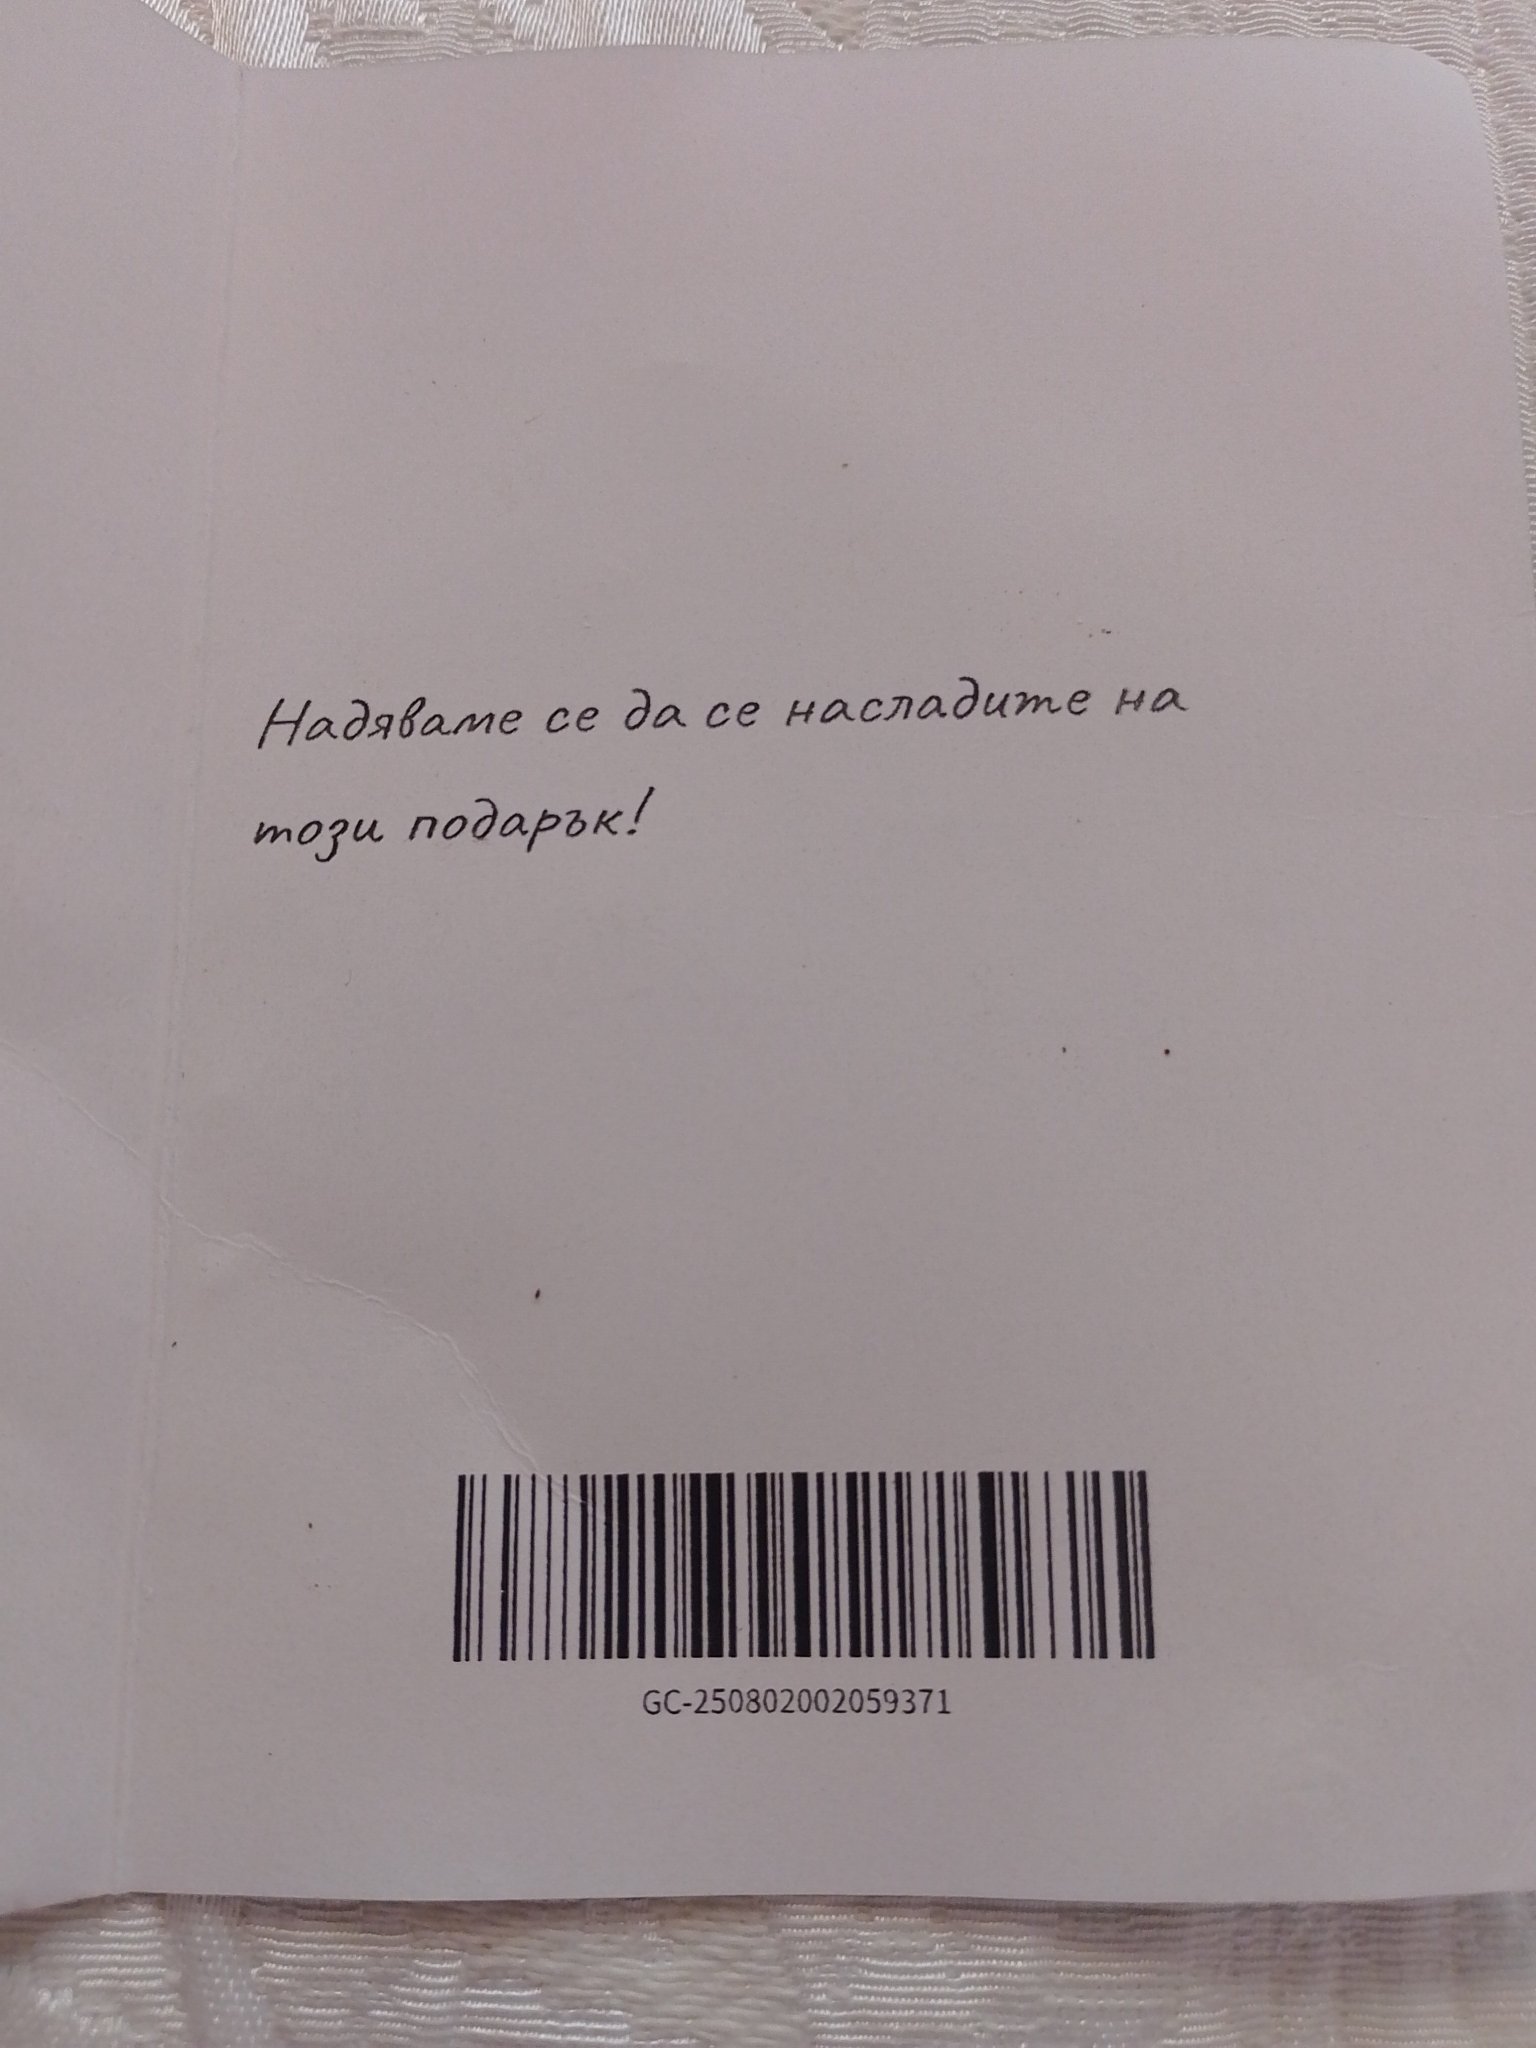 Надяваме се да се насладите на
този подарък!
GC-250802002059371